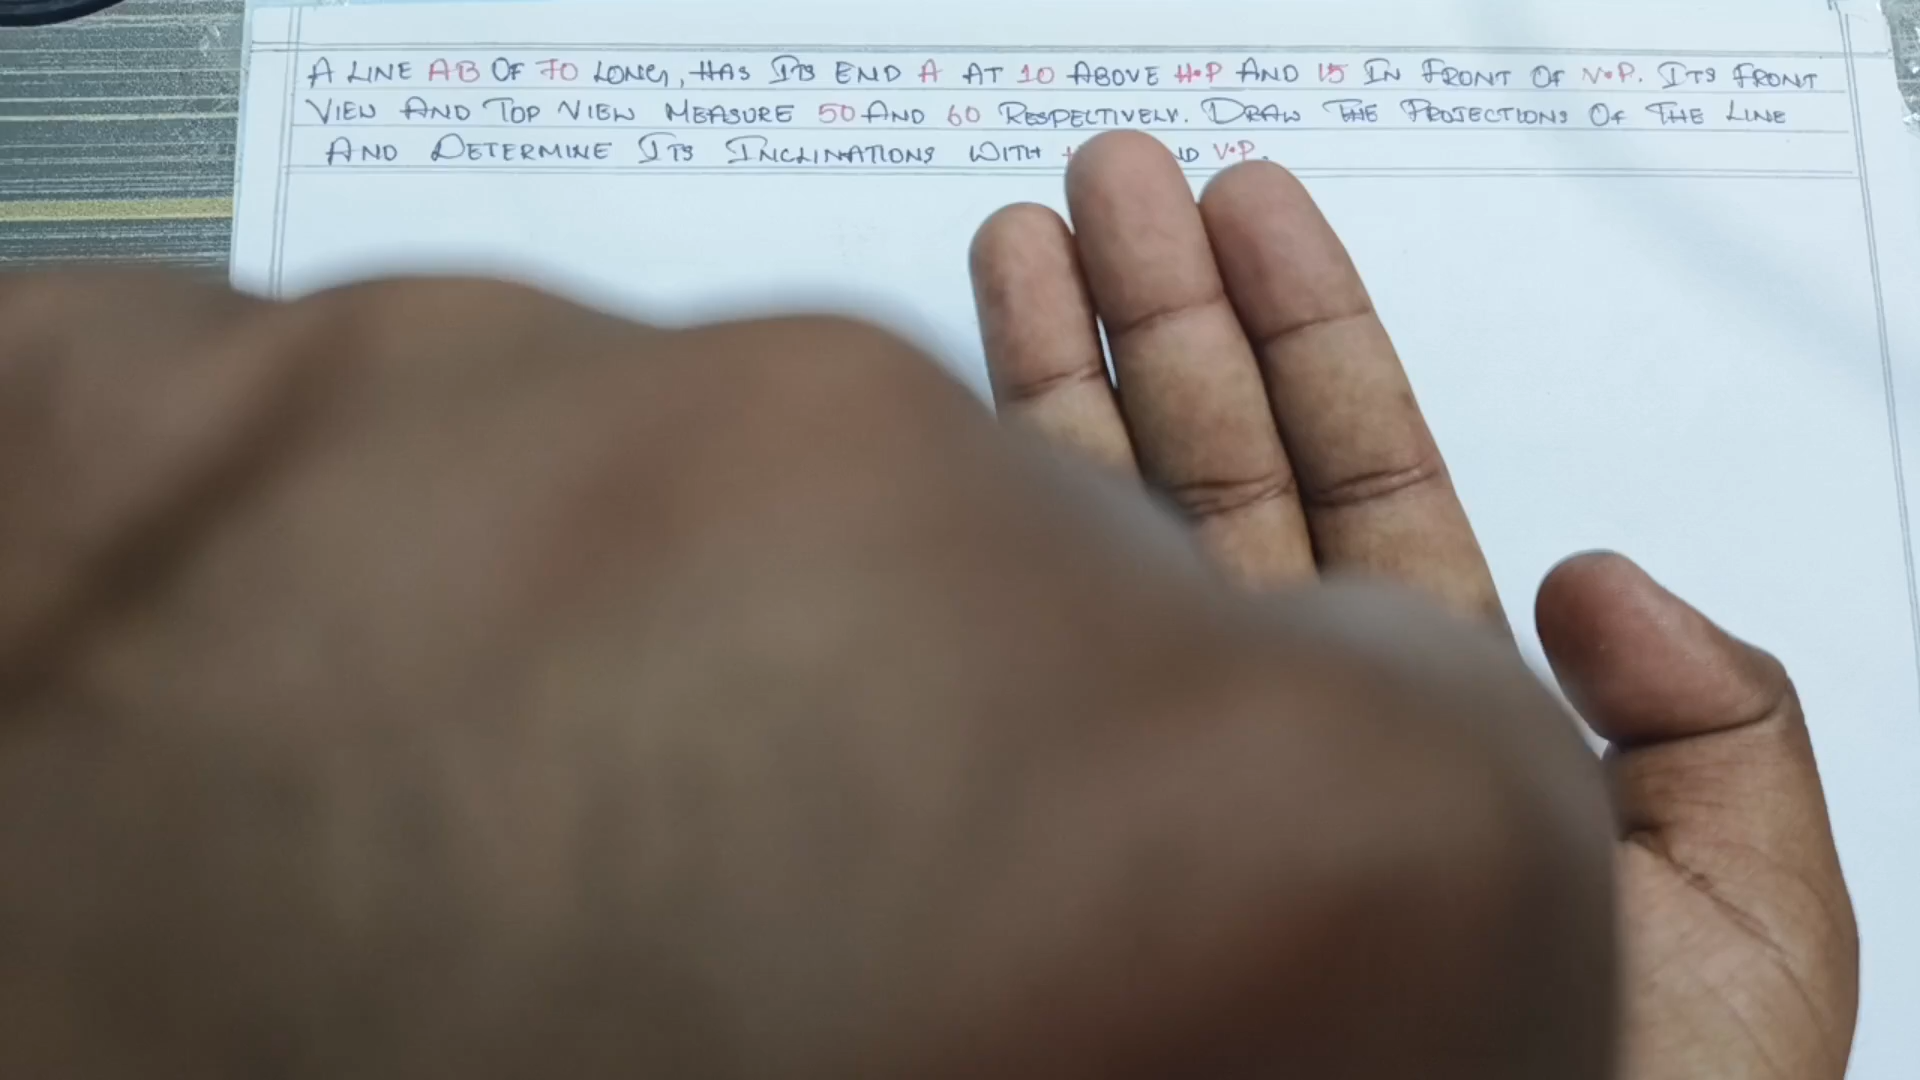 A LINE AB OF 70 LONG, HAS ITS END A AT 10 ABOVE H.P AND 15 IN FRONT OF V.P. ITS FRONT
VIEW AND TOP VIEW MEASURE 50 AND 60 RESPECTIVELY. DRAW THE PROJECTIONS OF THE LINE
AND DETERMINE ITS INCLINATIONS WITH V.P.